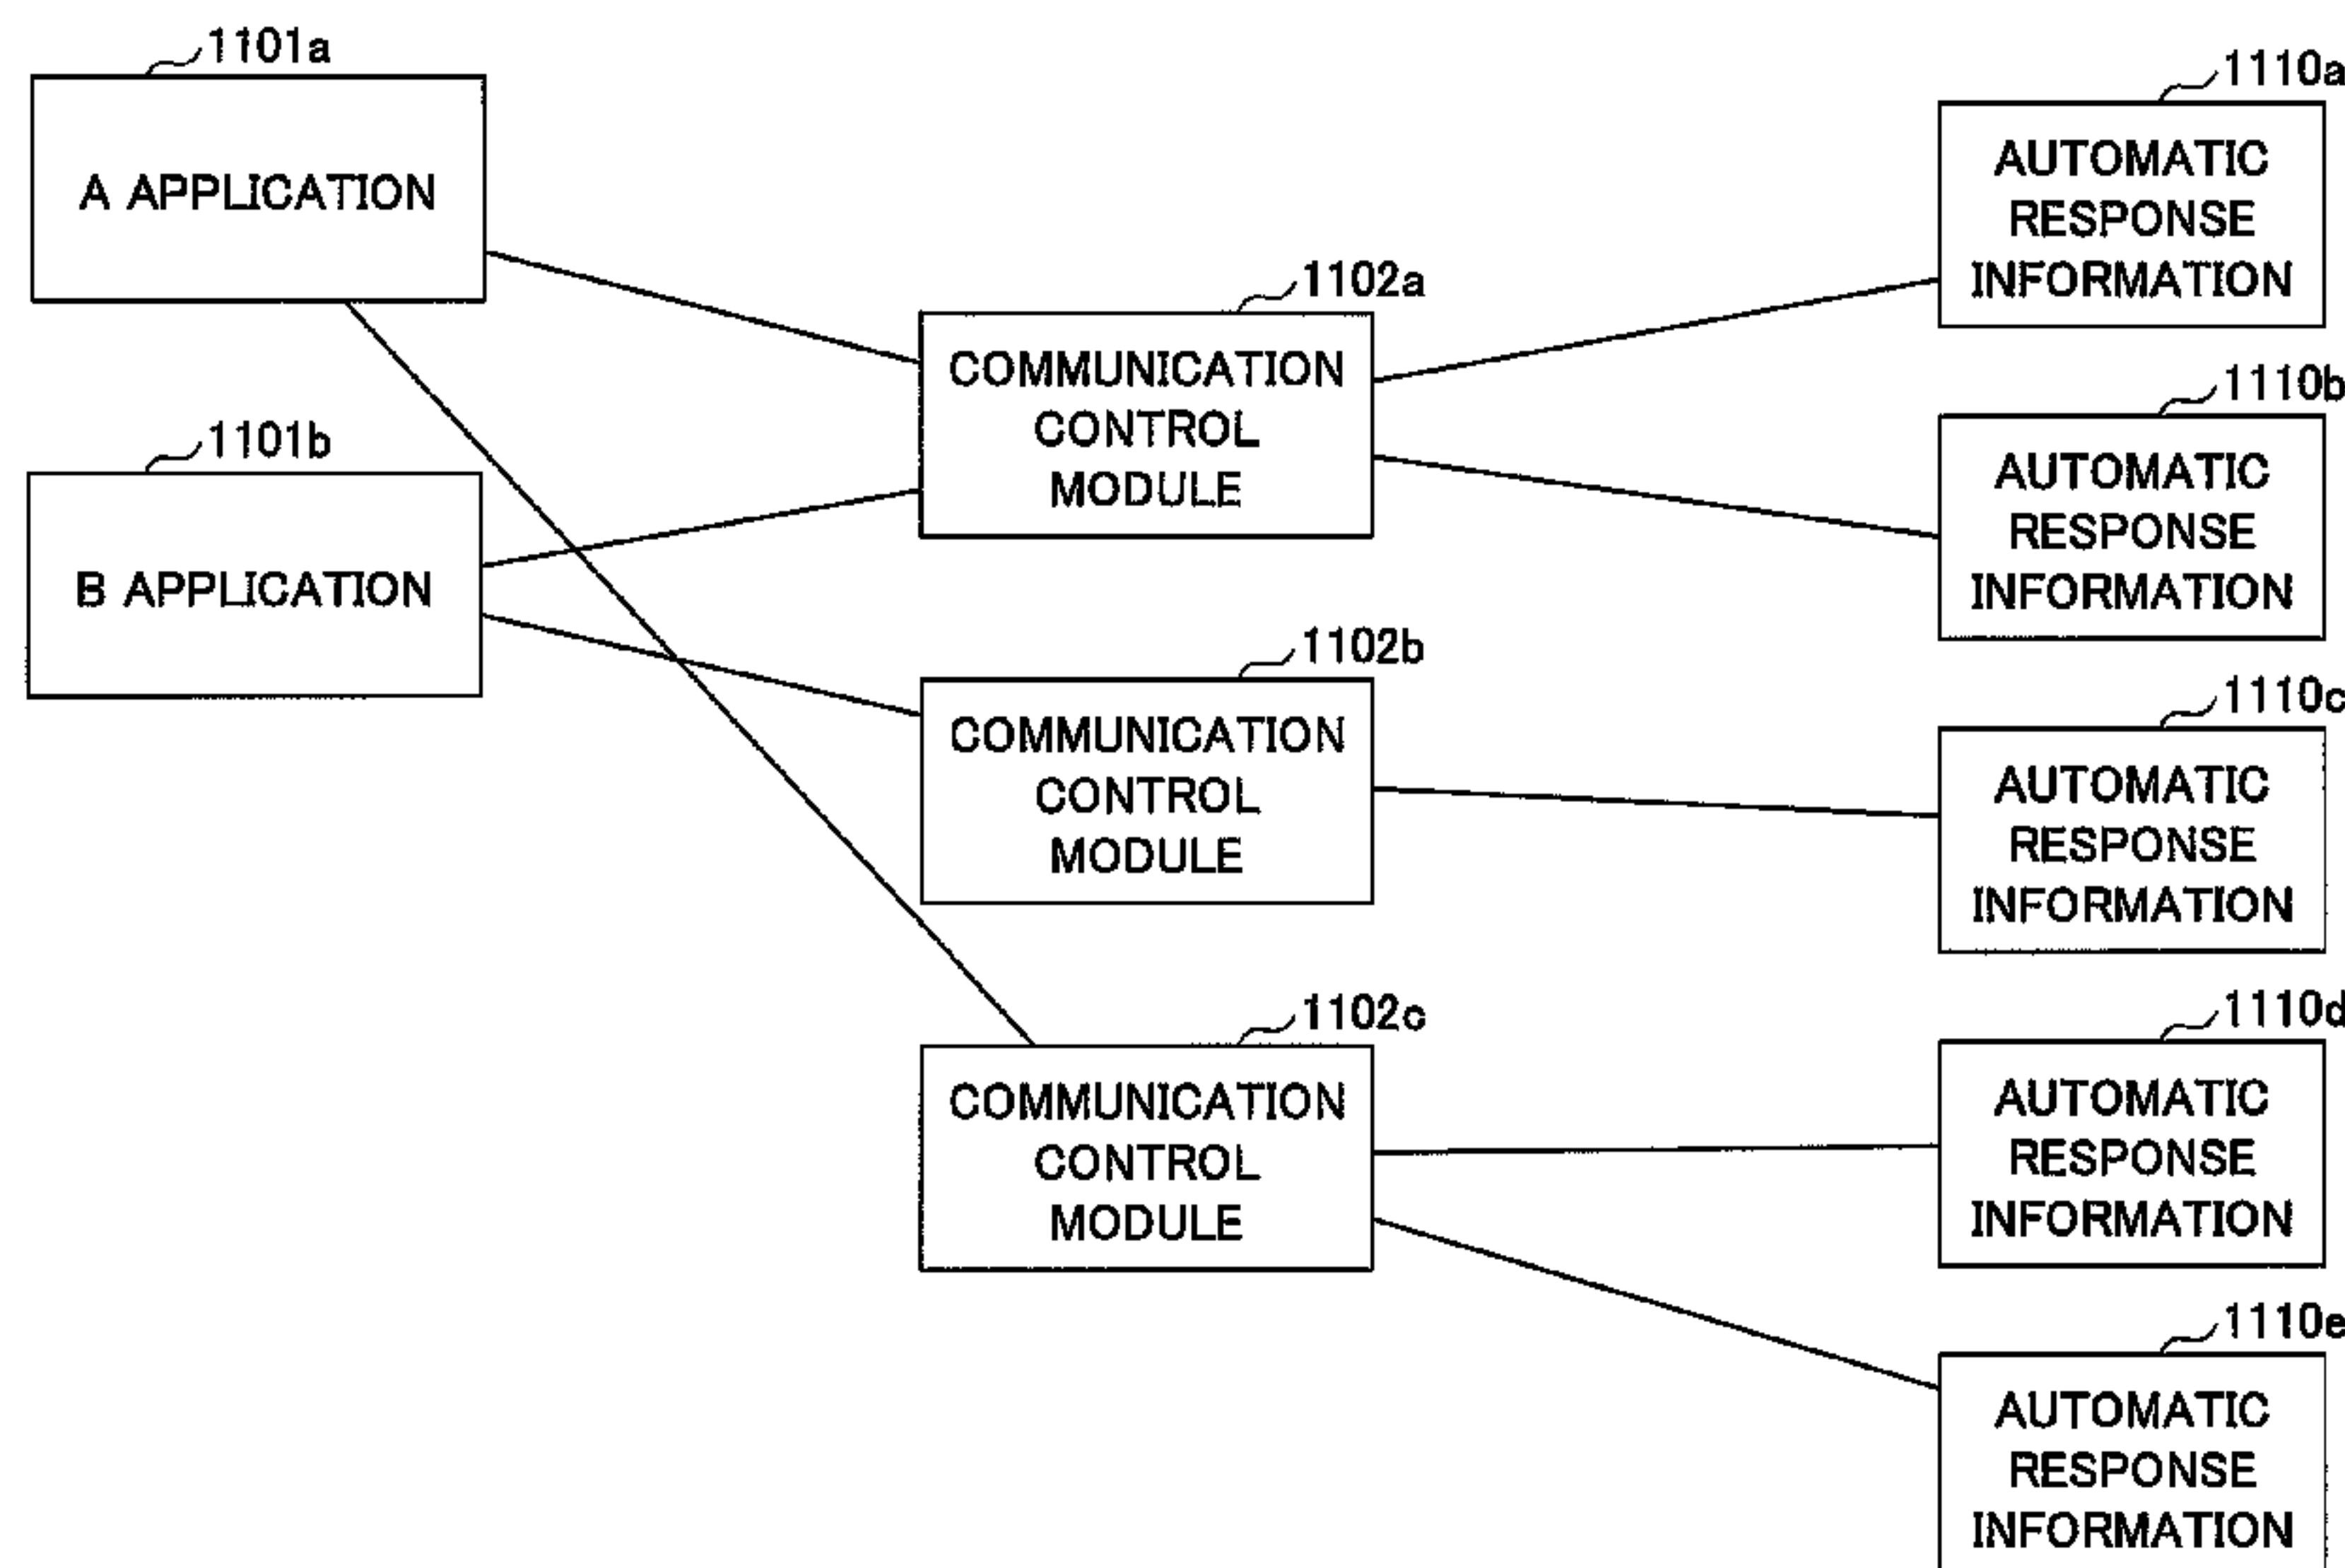 1101a
A APPLICATION
1101b
B APPLICATION
1102a
COMMUNICATION
CONTROL
MODULE
1102b
COMMUNICATION
CONTROL
MODULE
1102c
COMMUNICATION
CONTROL
MODULE
1110a
AUTOMATIC
RESPONSE
INFORMATION
1110b
AUTOMATIC
RESPONSE
INFORMATION
1110c
AUTOMATIC
RESPONSE
INFORMATION
1110d
AUTOMATIC
RESPONSE
INFORMATION
1110e
AUTOMATIC
RESPONSE
INFORMATION